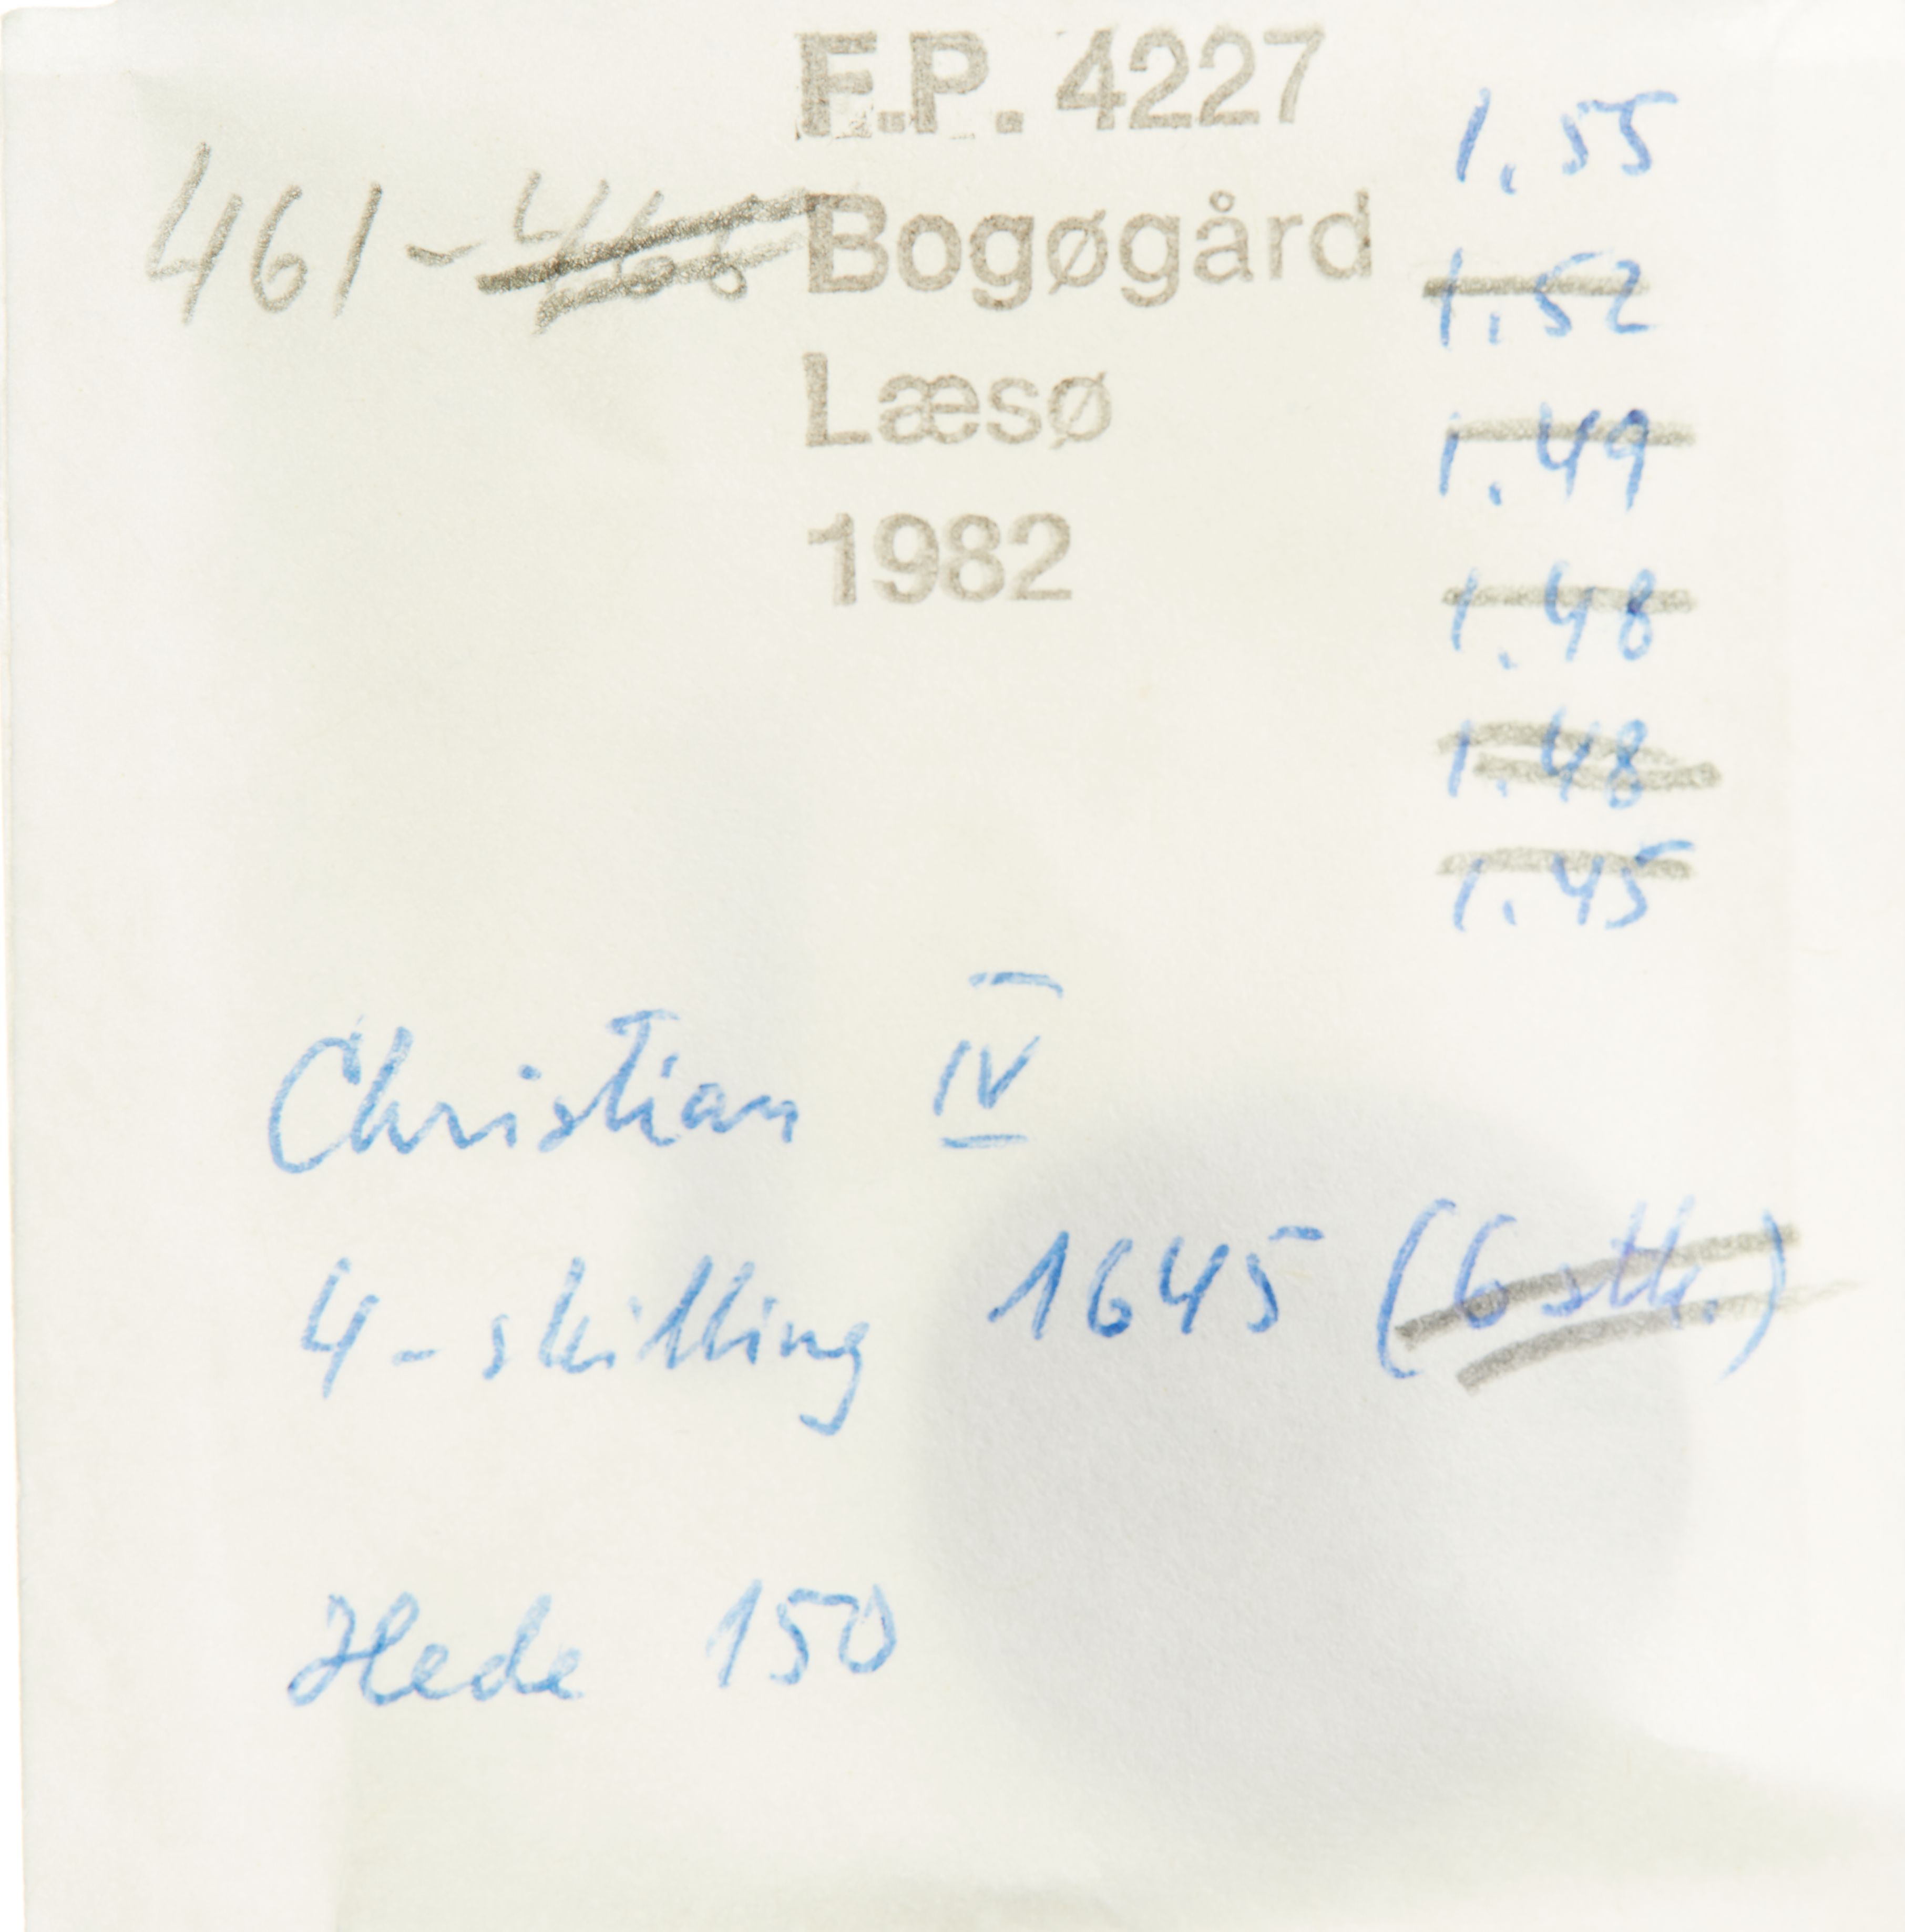 F.P. 4227
461-466 Bogøgård
Læsø
1982
1,55
1,52
1,49
1,48
1,48
1,45
Christian IV
4-skilling 1645 (6 stk.)
Hede 150